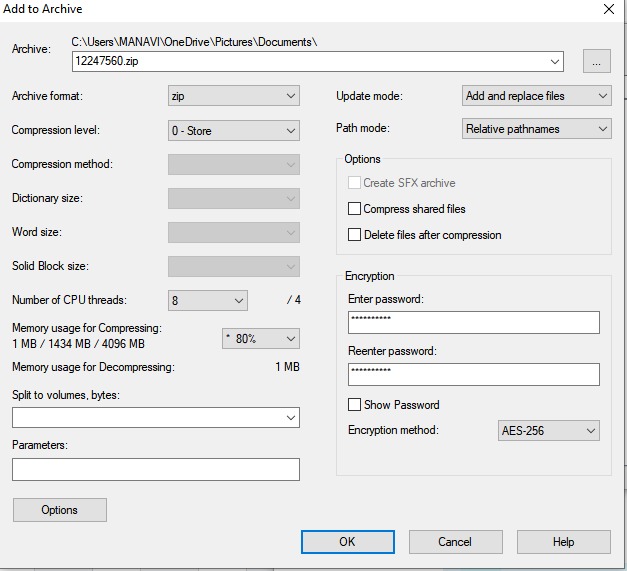 Add to Archive
Archive: C:\Users\MANAVI\OneDrive\Pictures\Documents\
12247560.zip
...
Archive format: zip
Update mode: Add and replace files
Compression level: 0 - Store
Path mode: Relative pathnames
Compression method:
Options
Create SFX archive
Dictionary size:
Compress shared files
Word size:
Delete files after compression
Solid Block size:
Encryption
Number of CPU threads: 8 / 4
Enter password:
**********
Memory usage for Compressing:
1 MB / 1434 MB / 4096 MB
* 80%
Reenter password:
**********
Memory usage for Decompressing: 1 MB
Split to volumes, bytes:
Show Password
Encryption method: AES-256
Parameters:
Options
OK
Cancel
Help